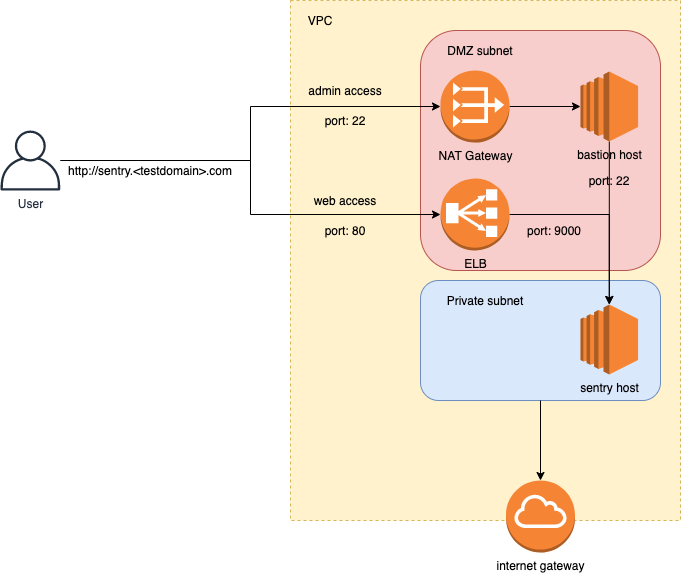 VPC
DMZ subnet
admin access
port: 22
NAT Gateway
bastion host
port: 22
http://sentry.<testdomain>.com
User
web access
port: 80
port: 9000
ELB
Private subnet
sentry host
internet gateway